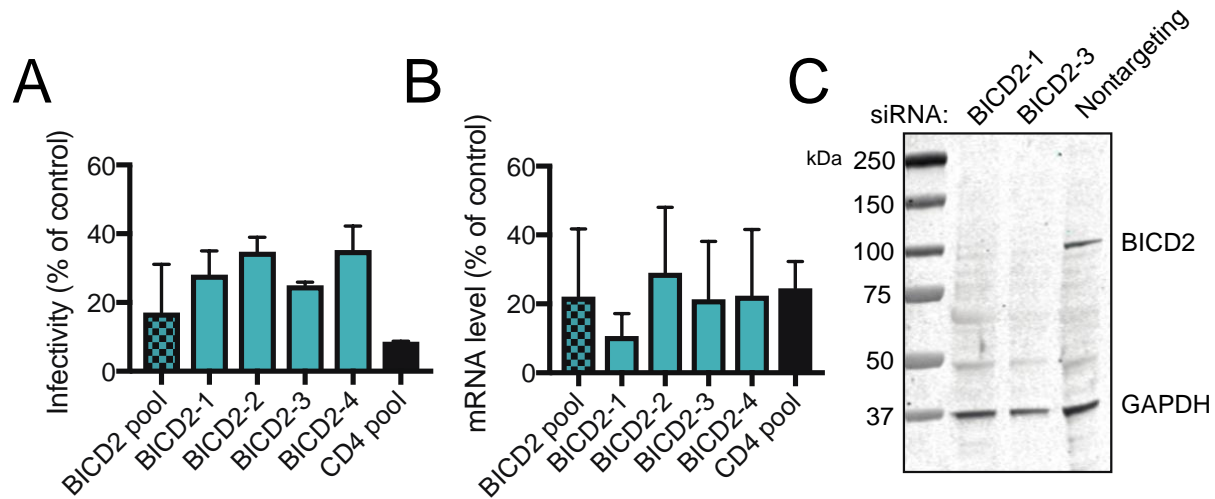 A
Infectivity (% of control)
60
40
20
0
BICD2 pool
BICD2-1
BICD2-2
BICD2-3
BICD2-4
CD4 pool
B
mRNA level (% of control)
60
40
20
0
BICD2 pool
BICD2-1
BICD2-2
BICD2-3
BICD2-4
CD4 pool
C
siRNA:
BICD2-1
BICD2-3
Nontargeting
kDa 250
150
100
75
50
37
BICD2
GAPDH